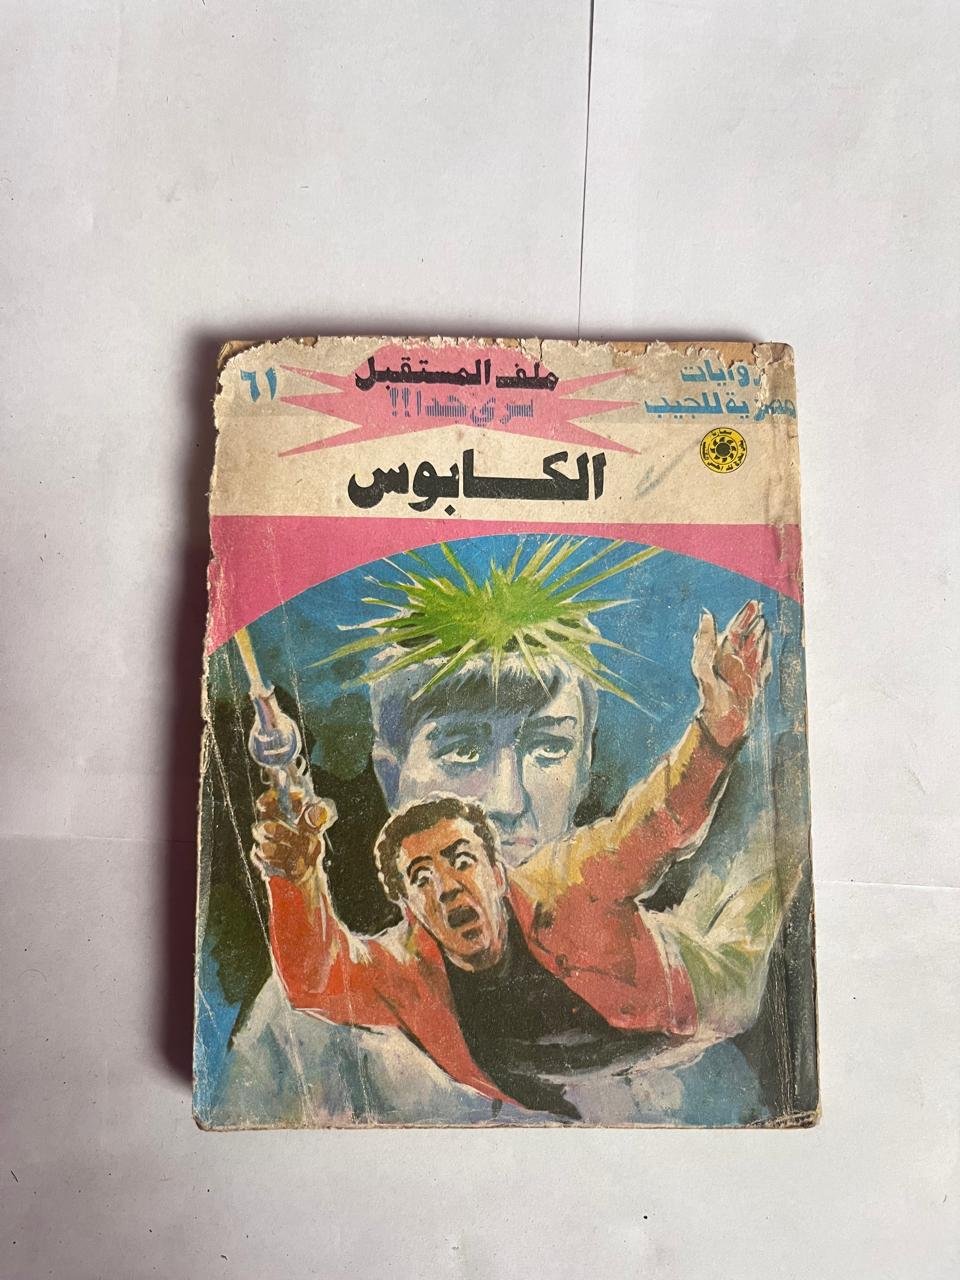 روايات
مصرية للجيب
ملف المستقبل
سري جدا!!
٦١
الكابوس